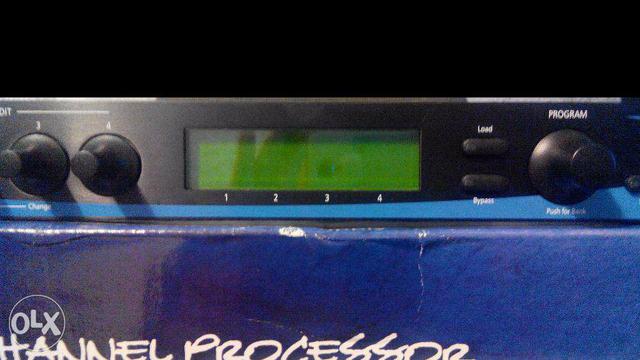 DIT
3 4
PROGRAM
Load
1 2 3 4
Bypass
Change
Push for Bank
OLX
HANNEL PROCESSOR